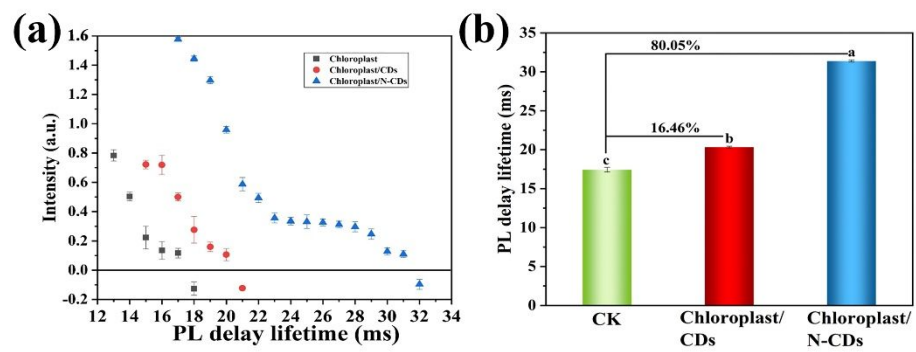 (a)
Intensity (a.u.)
1.6
1.4
1.2
1.0
0.8
0.6
0.4
0.2
0.0
-0.2
Chloroplast
Chloroplast/CDs
Chloroplast/N-CDs
12 14 16 18 20 22 24 26 28 30 32 34
PL delay lifetime (ms)
(b)
PL delay lifetime (ms)
35
30
25
20
15
10
5
0
80.05%
a
16.46%
b
c
CK
Chloroplast/
CDs
Chloroplast/
N-CDs